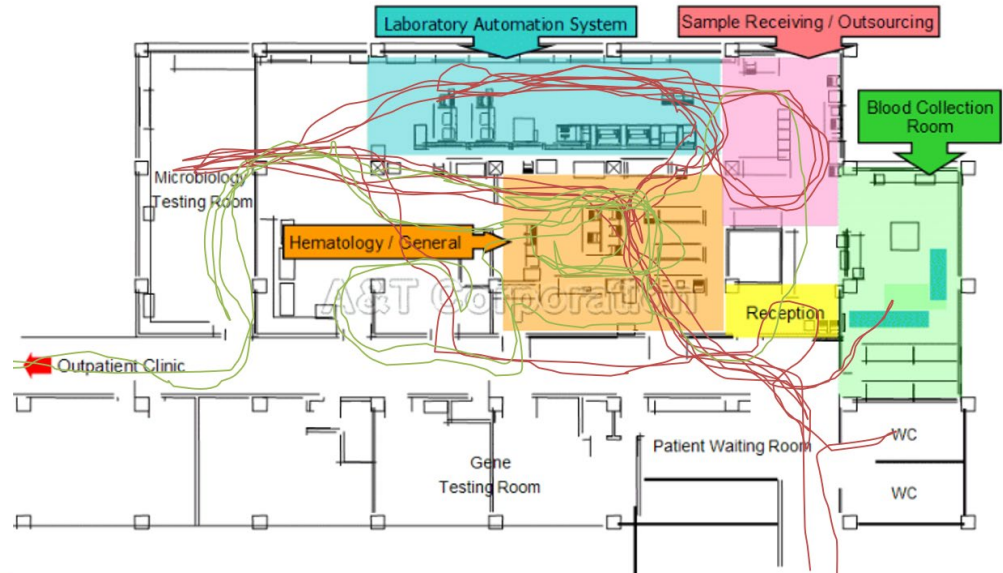 Laboratory Automation System
Sample Receiving / Outsourcing
Blood Collection
Room
Microbiology
Testing Room
Hematology / General
A&T Corporation
Reception
Outpatient Clinic
Patient Waiting Room
WC
Gene
Testing Room
WC